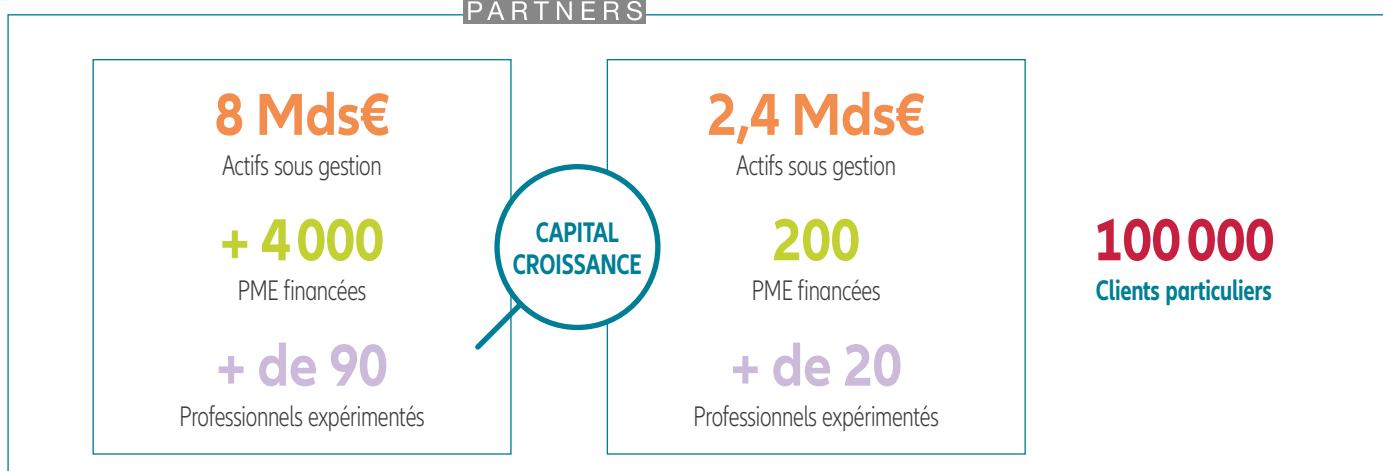 PARTNERS
8 Mds€
Actifs sous gestion
+ 4 000
PME financées
+ de 90
Professionnels expérimentés
CAPITAL
CROISSANCE
2,4 Mds€
Actifs sous gestion
200
PME financées
+ de 20
Professionnels expérimentés
100 000
Clients particuliers